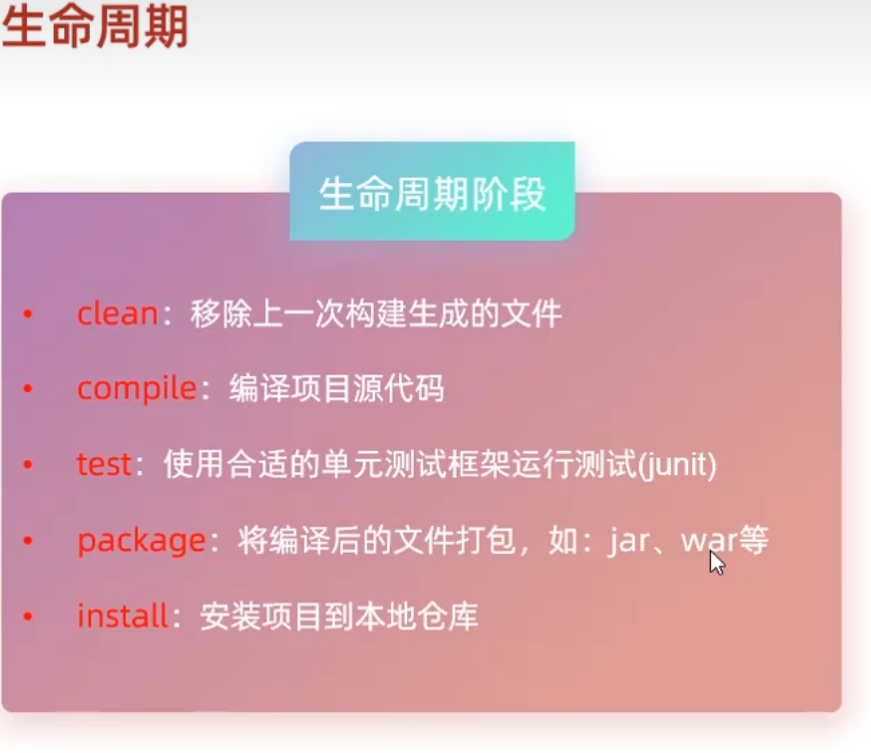 生命周期
生命周期阶段
• clean：移除上一次构建生成的文件
• compile：编译项目源代码
• test：使用合适的单元测试框架运行测试(junit)
• package：将编译后的文件打包，如：jar、war等
• install：安装项目到本地仓库